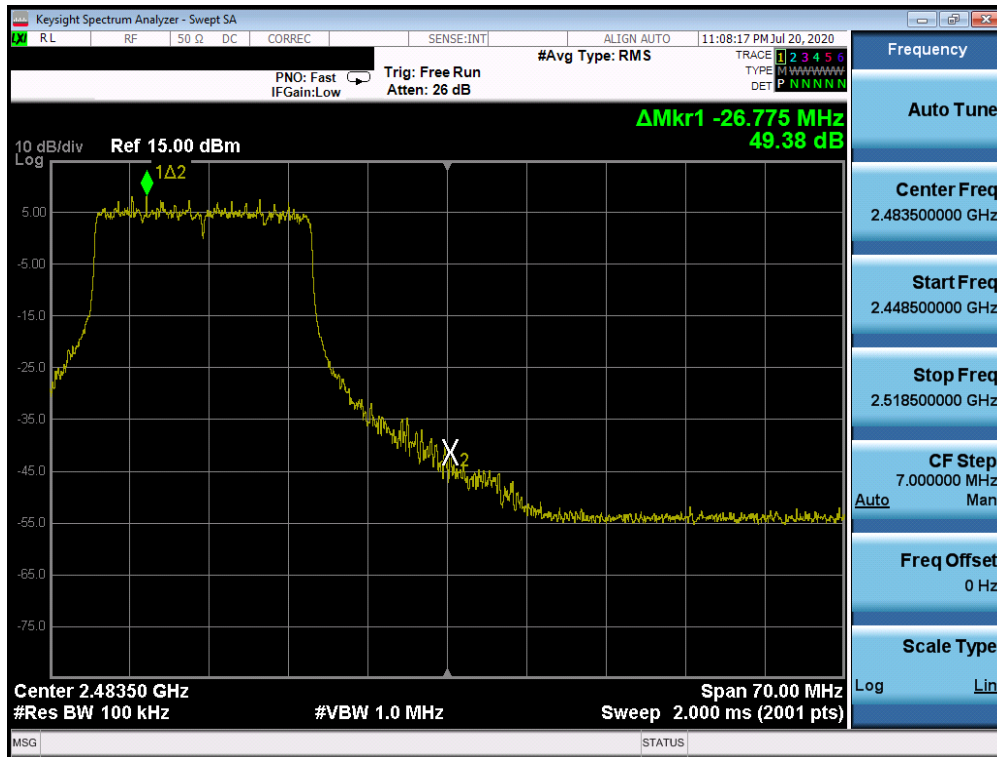 Keysight Spectrum Analyzer - Swept SA
LXI RL RF 50 Ω DC CORREC SENSE:INT ALIGN AUTO 11:08:17 PM Jul 20, 2020
PNO: Fast
IFGain:Low
Trig: Free Run
Atten: 26 dB
#Avg Type: RMS
TRACE 1 2 3 4 5 6
TYPE M WWWWW
DET P N N N N N
ΔMkr1 -26.775 MHz
49.38 dB
10 dB/div Ref 15.00 dBm
Log
1Δ2
5.00
-5.00
-15.0
-25.0
-35.0
X2
-45.0
-55.0
-65.0
-75.0
Center 2.48350 GHz Span 70.00 MHz
#Res BW 100 kHz #VBW 1.0 MHz Sweep 2.000 ms (2001 pts)
MSG STATUS
Frequency
Auto Tune
Center Freq
2.483500000 GHz
Start Freq
2.448500000 GHz
Stop Freq
2.518500000 GHz
CF Step
7.000000 MHz
Auto Man
Freq Offset
0 Hz
Scale Type
Log Lin